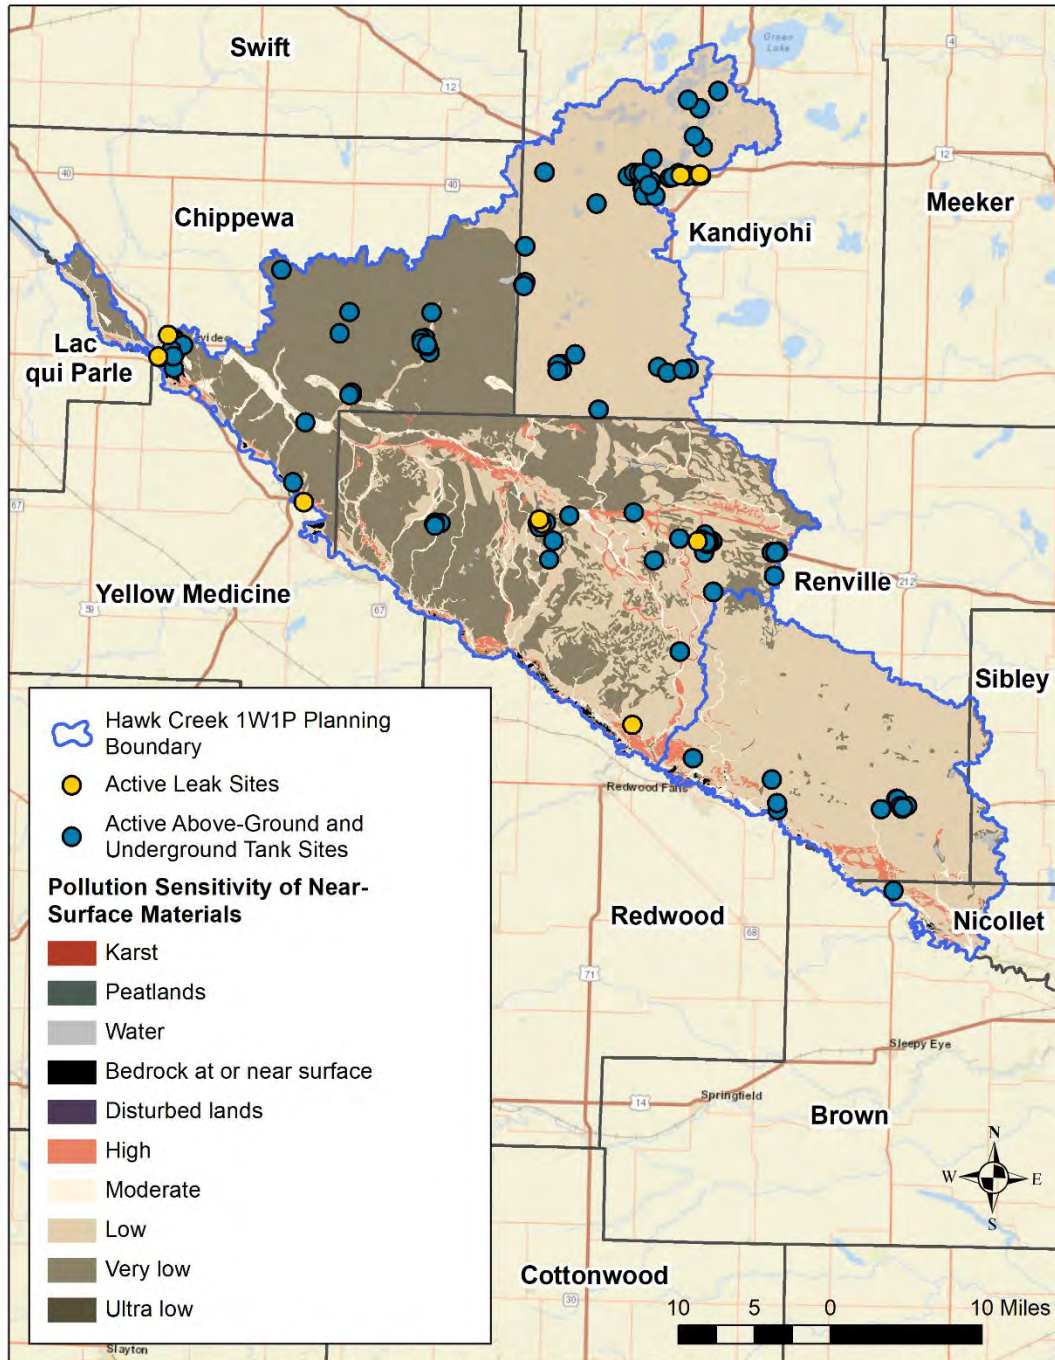 Swift
Green
Lake
4
12
12
40
40
Meeker
Chippewa
Kandiyohi
Lac
qui Parle
67
Yellow Medicine
Renville
212
59
67
Sibley
Hawk Creek 1W1P Planning
Boundary
Active Leak Sites
Active Above-Ground and
Underground Tank Sites
Pollution Sensitivity of Near-
Surface Materials
Karst
Peatlands
Water
Bedrock at or near surface
Disturbed lands
High
Moderate
Low
Very low
Ultra low
Redwood Falls
Redwood
Nicollet
68
71
Sleepy Eye
Springfield
14
Brown
N
W
E
S
Cottonwood
30
10 5 0 10 Miles
Slayton